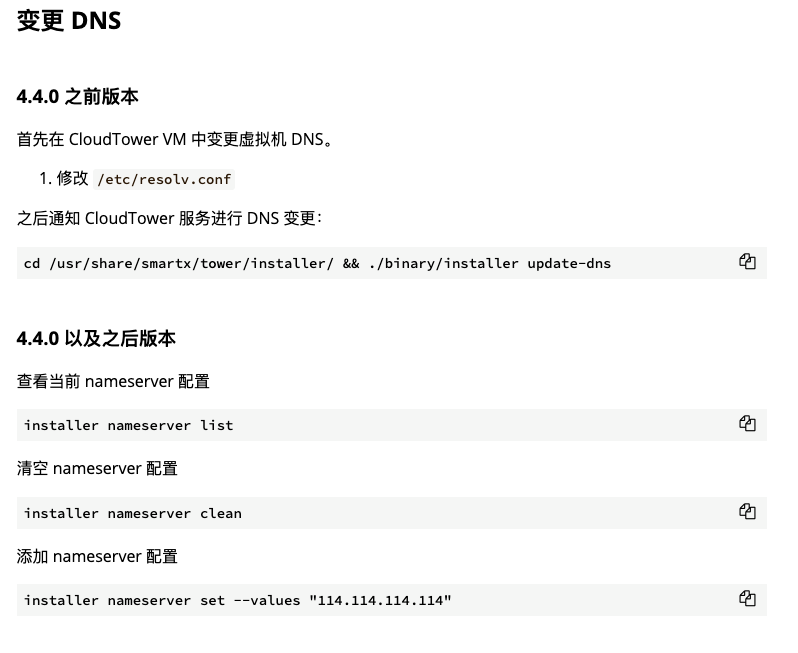 变更 DNS
4.4.0 之前版本
首先在 CloudTower VM 中变更虚拟机 DNS。
1. 修改 /etc/resolv.conf
之后通知 CloudTower 服务进行 DNS 变更：
cd /usr/share/smartx/tower/installer/ && ./binary/installer update-dns
4.4.0 以及之后版本
查看当前 nameserver 配置
installer nameserver list
清空 nameserver 配置
installer nameserver clean
添加 nameserver 配置
installer nameserver set --values "114.114.114.114"